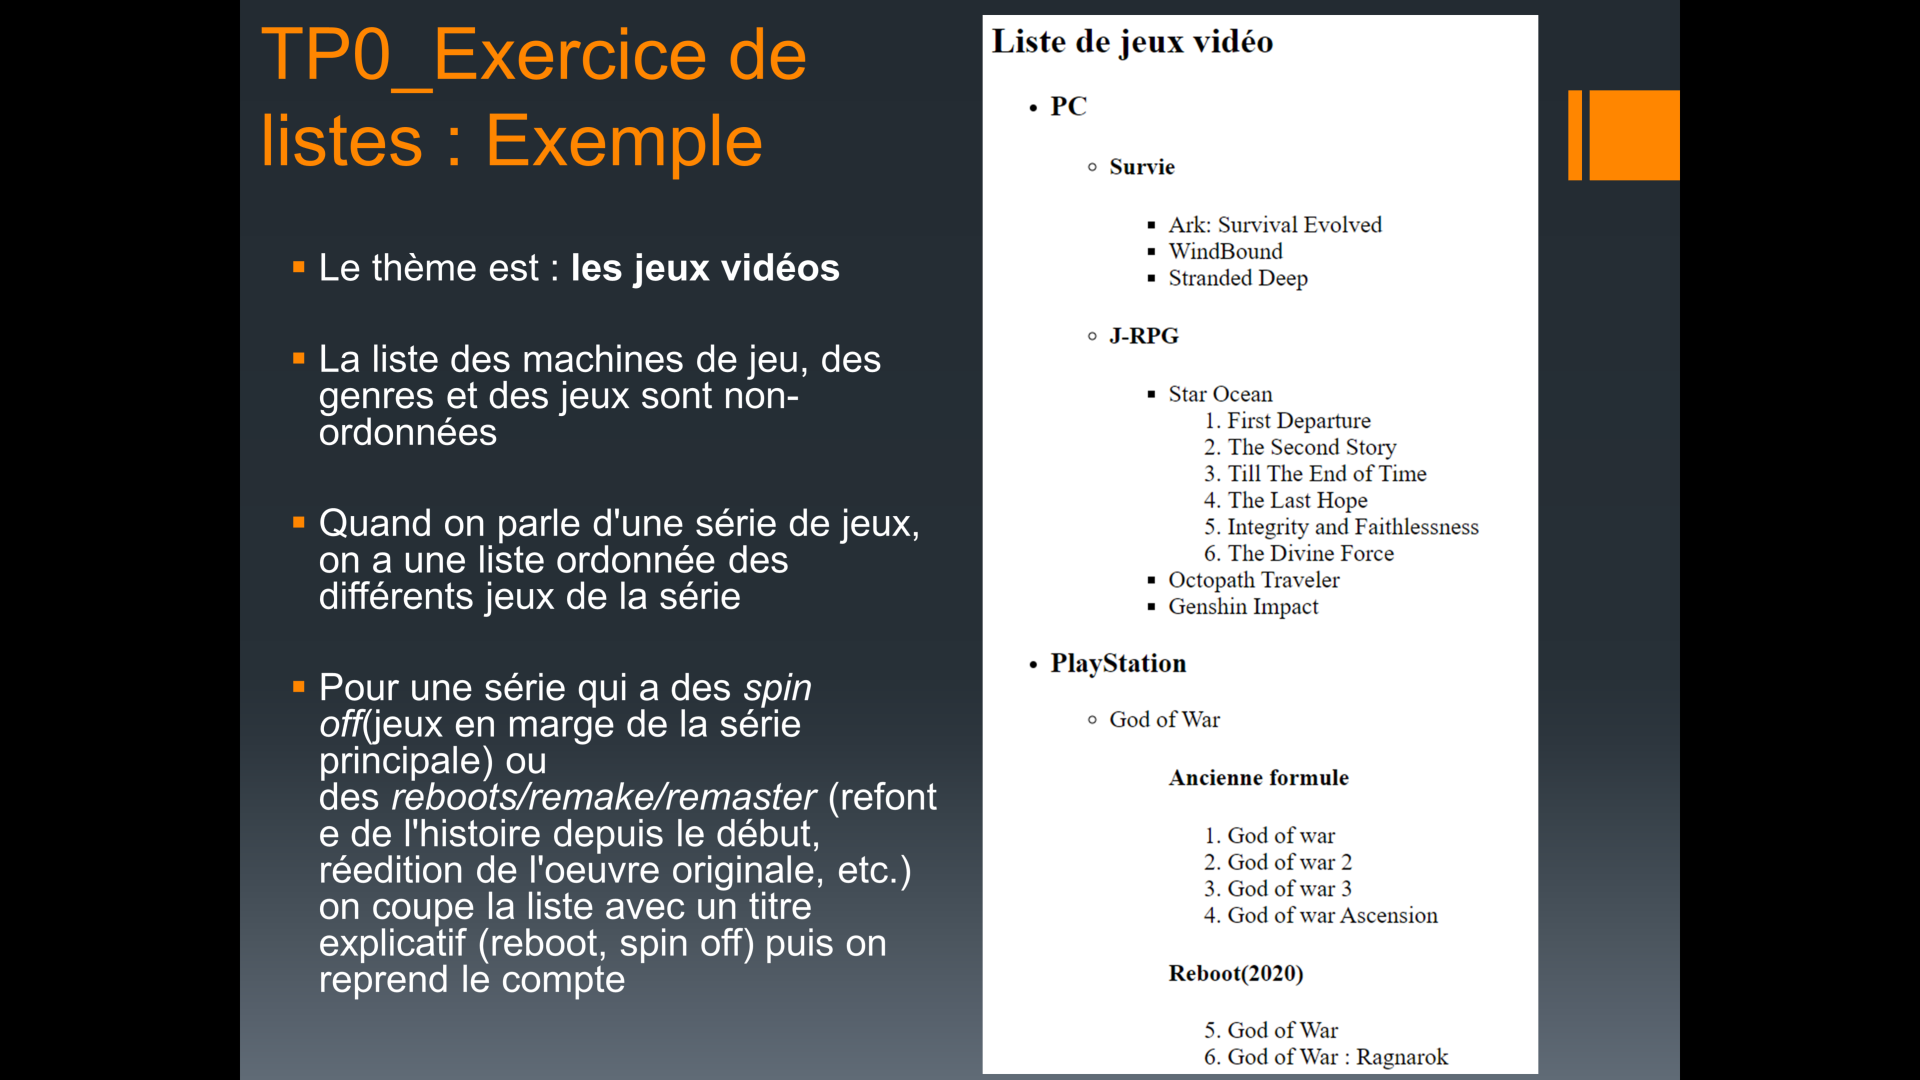 TP0_Exercice de
listes : Exemple
Le thème est : les jeux vidéos
La liste des machines de jeu, des
genres et des jeux sont non-
ordonnées
Quand on parle d'une série de jeux,
on a une liste ordonnée des
différents jeux de la série
Pour une série qui a des spin
off(jeux en marge de la série
principale) ou
des reboots/remake/remaster (refont
e de l'histoire depuis le début,
réedition de l'oeuvre originale, etc.)
on coupe la liste avec un titre
explicatif (reboot, spin off) puis on
reprend le compte
Liste de jeux vidéo
PC
Survie
Ark: Survival Evolved
WindBound
Stranded Deep
J-RPG
Star Ocean
1. First Departure
2. The Second Story
3. Till The End of Time
4. The Last Hope
5. Integrity and Faithlessness
6. The Divine Force
Octopath Traveler
Genshin Impact
PlayStation
God of War
Ancienne formule
1. God of war
2. God of war 2
3. God of war 3
4. God of war Ascension
Reboot(2020)
5. God of War
6. God of War : Ragnarok